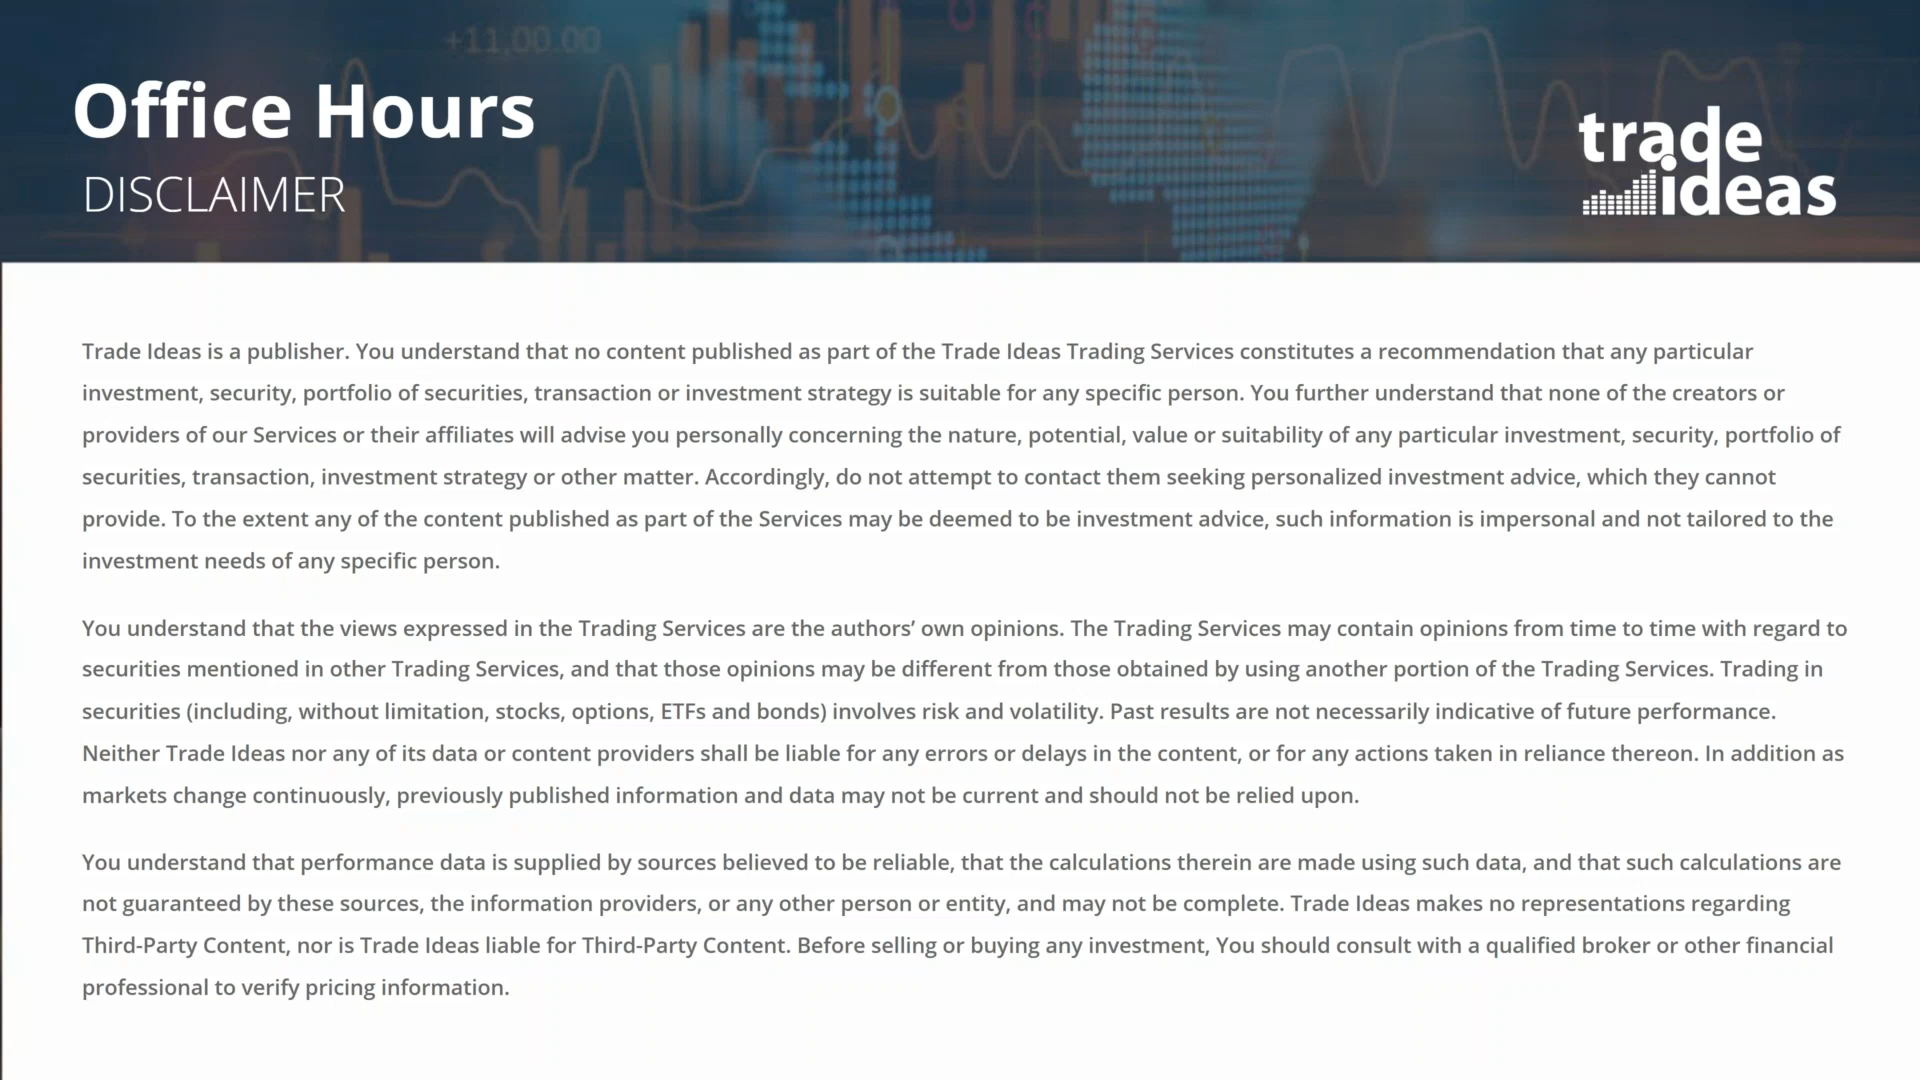 +11,00.00
Office Hours
DISCLAIMER
trade
ideas
Trade Ideas is a publisher. You understand that no content published as part of the Trade Ideas Trading Services constitutes a recommendation that any particular
investment, security, portfolio of securities, transaction or investment strategy is suitable for any specific person. You further understand that none of the creators or
providers of our Services or their affiliates will advise you personally concerning the nature, potential, value or suitability of any particular investment, security, portfolio of
securities, transaction, investment strategy or other matter. Accordingly, do not attempt to contact them seeking personalized investment advice, which they cannot
provide. To the extent any of the content published as part of the Services may be deemed to be investment advice, such information is impersonal and not tailored to the
investment needs of any specific person.
You understand that the views expressed in the Trading Services are the authors’ own opinions. The Trading Services may contain opinions from time to time with regard to
securities mentioned in other Trading Services, and that those opinions may be different from those obtained by using another portion of the Trading Services. Trading in
securities (including, without limitation, stocks, options, ETFs and bonds) involves risk and volatility. Past results are not necessarily indicative of future performance.
Neither Trade Ideas nor any of its data or content providers shall be liable for any errors or delays in the content, or for any actions taken in reliance thereon. In addition as
markets change continuously, previously published information and data may not be current and should not be relied upon.
You understand that performance data is supplied by sources believed to be reliable, that the calculations therein are made using such data, and that such calculations are
not guaranteed by these sources, the information providers, or any other person or entity, and may not be complete. Trade Ideas makes no representations regarding
Third-Party Content, nor is Trade Ideas liable for Third-Party Content. Before selling or buying any investment, You should consult with a qualified broker or other financial
professional to verify pricing information.